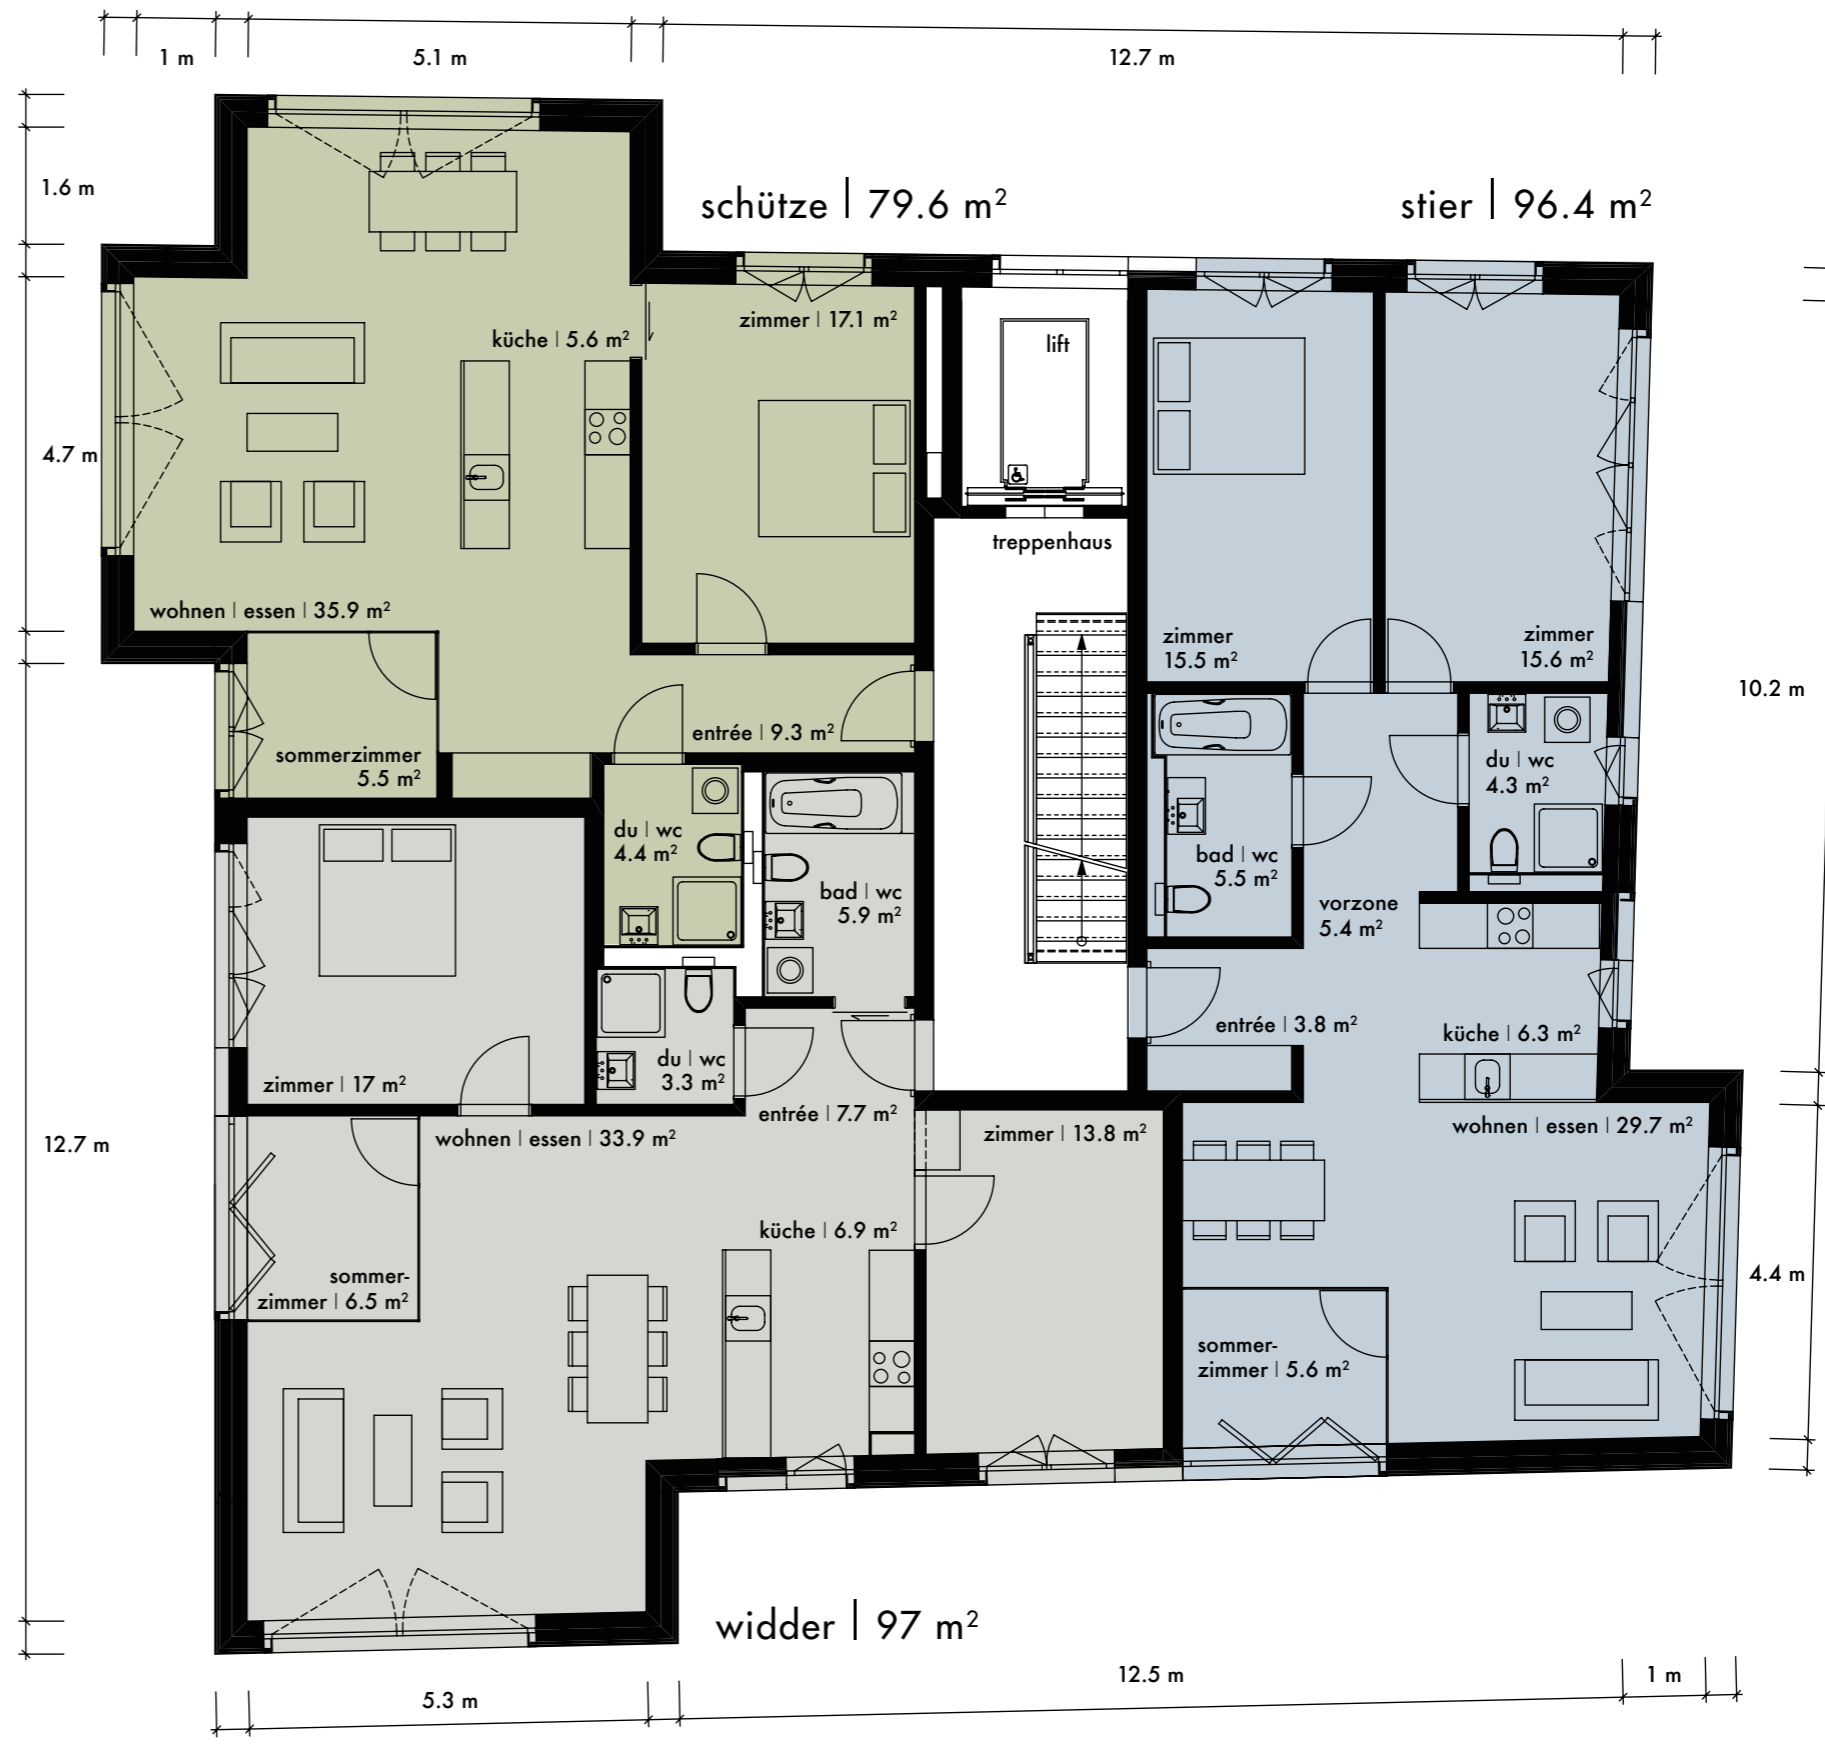 1 m
5.1 m
12.7 m
1.6 m
schütze | 79.6 m²
stier | 96.4 m²
zimmer | 17.1 m²
küche | 5.6 m²
lift
4.7 m
treppenhaus
wohnen | essen | 35.9 m²
zimmer
15.5 m²
zimmer
15.6 m²
10.2 m
entrée | 9.3 m²
sommerzimmer
5.5 m²
du | wc
4.3 m²
du | wc
4.4 m²
bad | wc
5.9 m²
bad | wc
5.5 m²
vorzone
5.4 m²
entrée | 3.8 m²
küche | 6.3 m²
du | wc
3.3 m²
zimmer | 17 m²
entrée | 7.7 m²
12.7 m
wohnen | essen | 33.9 m²
zimmer | 13.8 m²
wohnen | essen | 29.7 m²
küche | 6.9 m²
sommer-
zimmer | 6.5 m²
4.4 m
sommer-
zimmer | 5.6 m²
widder | 97 m²
5.3 m
12.5 m
1 m